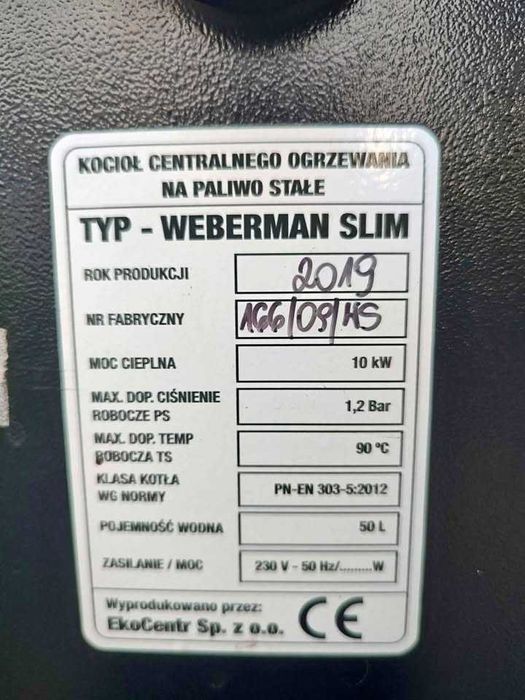 KOCIOŁ CENTRALNEGO OGRZEWANIA
NA PALIWO STAŁE
TYP - WEBERMAN SLIM
ROK PRODUKCJI 2019
NR FABRYCZNY 166/09/HS
MOC CIEPLNA 10 kW
MAX. DOP. CIŚNIENIE
ROBOCZE PS 1,2 Bar
MAX. DOP. TEMP
ROBOCZA TS 90 °C
KLASA KOTŁA
WG NORMY PN-EN 303-5:2012
POJEMNOŚĆ WODNA 50 L
ZASILANIE / MOC 230 V - 50 Hz/.........W
Wyprodukowano przez:
EkoCentr Sp. z o.o. CE